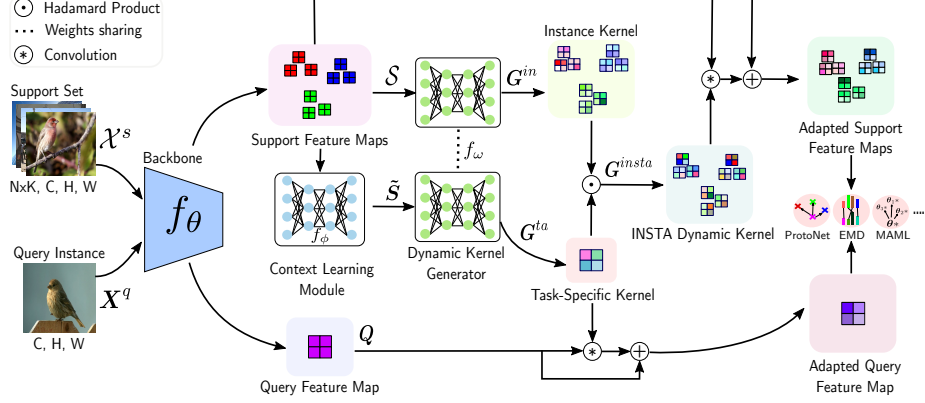 Hadamard Product
Weights sharing
Convolution
Support Set
𝒳ˢ
NxK, C, H, W
Backbone
f_θ
Query Instance
X^q
C, H, W
Support Feature Maps
𝒮
G^{in}
f_ω
f_ϕ
S̃
G^{ta}
Context Learning
Module
Dynamic Kernel
Generator
Instance Kernel
G^{insta}
Task-Specific Kernel
INSTA Dynamic Kernel
Query Feature Map
Q
Adapted Support
Feature Maps
ProtoNet
EMD
MAML
Adapted Query
Feature Map